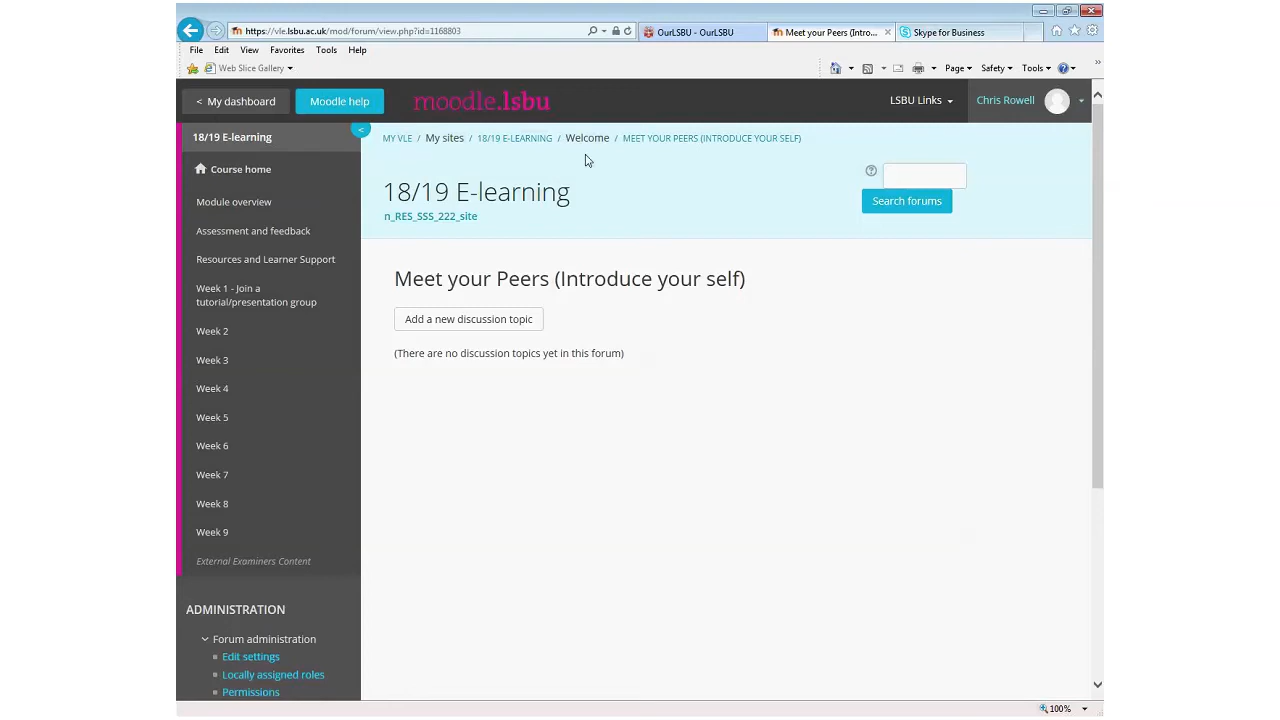 https://vle.lsbu.ac.uk/mod/forum/view.php?id=1168803
OurLSBU - OurLSBU
Meet your Peers (Intro...
Skype for Business
File Edit View Favorites Tools Help
Web Slice Gallery
Page Safety Tools
< My dashboard
Moodle help
moodle.lsbu
LSBU Links
Chris Rowell
18/19 E-learning
<
MY VLE / My sites / 18/19 E-LEARNING / Welcome / MEET YOUR PEERS (INTRODUCE YOUR SELF)
Course home
Module overview
Assessment and feedback
Resources and Learner Support
Week 1 - Join a
tutorial/presentation group
Week 2
Week 3
Week 4
Week 5
Week 6
Week 7
Week 8
Week 9
External Examiners Content
ADMINISTRATION
Forum administration
Edit settings
Locally assigned roles
Permissions
18/19 E-learning
n_RES_SSS_222_site
Search forums
Meet your Peers (Introduce your self)
Add a new discussion topic
(There are no discussion topics yet in this forum)
100%